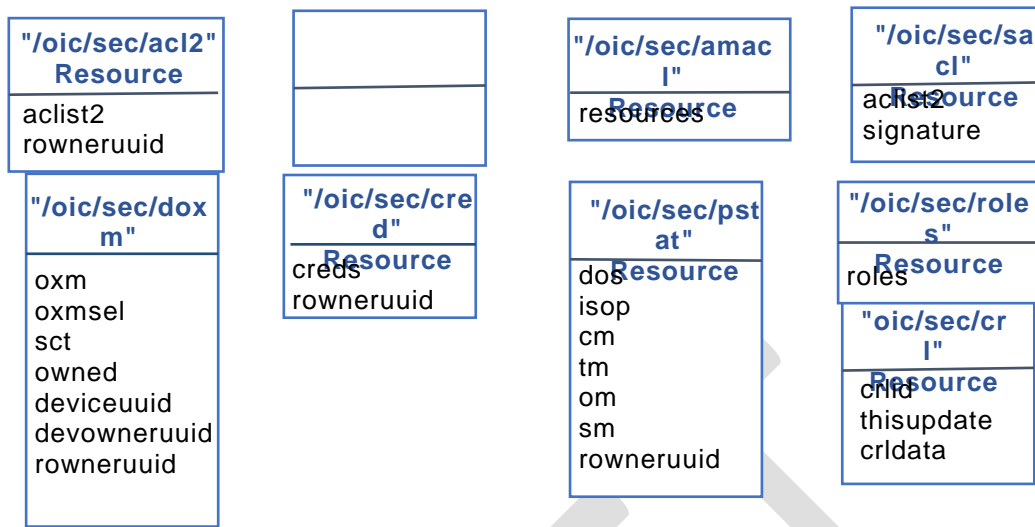 "/oic/sec/acl2"
Resource
aclist2
rowneruuid
"/oic/sec/amac
l"
Resource
resources
"/oic/sec/sa
cl"
Resource
aclist2
signature
"/oic/sec/dox
m"
oxm
oxmsel
sct
owned
deviceuuid
devowneruuid
rowneruuid
"/oic/sec/cre
d"
Resource
creds
rowneruuid
"/oic/sec/pst
at"
Resource
dos
isop
cm
tm
om
sm
rowneruuid
"/oic/sec/role
s"
Resource
roles
"oic/sec/cr
l"
Resource
crlid
thisupdate
crldata